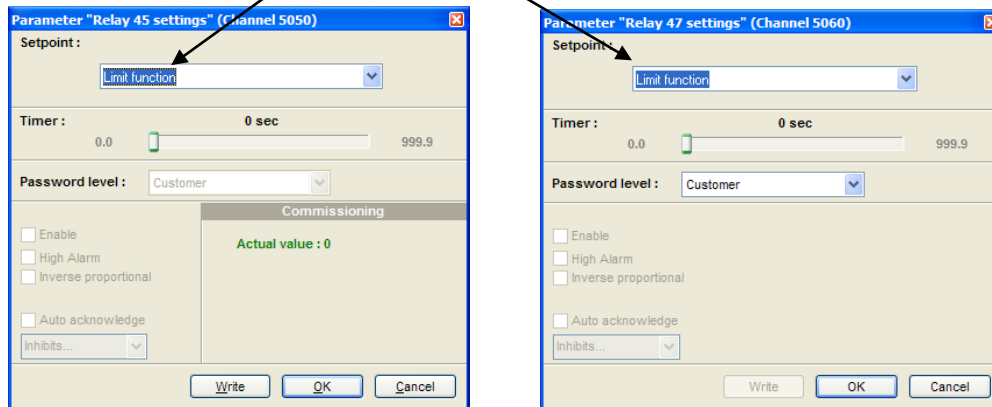 Parameter "Relay 45 settings" (Channel 5050)
Setpoint :
Limit function
Timer :
0 sec
0.0
999.9
Password level :
Customer
Commissioning
Enable
High Alarm
Inverse proportional
Actual value : 0
Auto acknowledge
Inhibits...
Write
OK
Cancel
Parameter "Relay 47 settings" (Channel 5060)
Setpoint :
Limit function
Timer :
0 sec
0.0
999.9
Password level :
Customer
Enable
High Alarm
Inverse proportional
Auto acknowledge
Inhibits...
Write
OK
Cancel